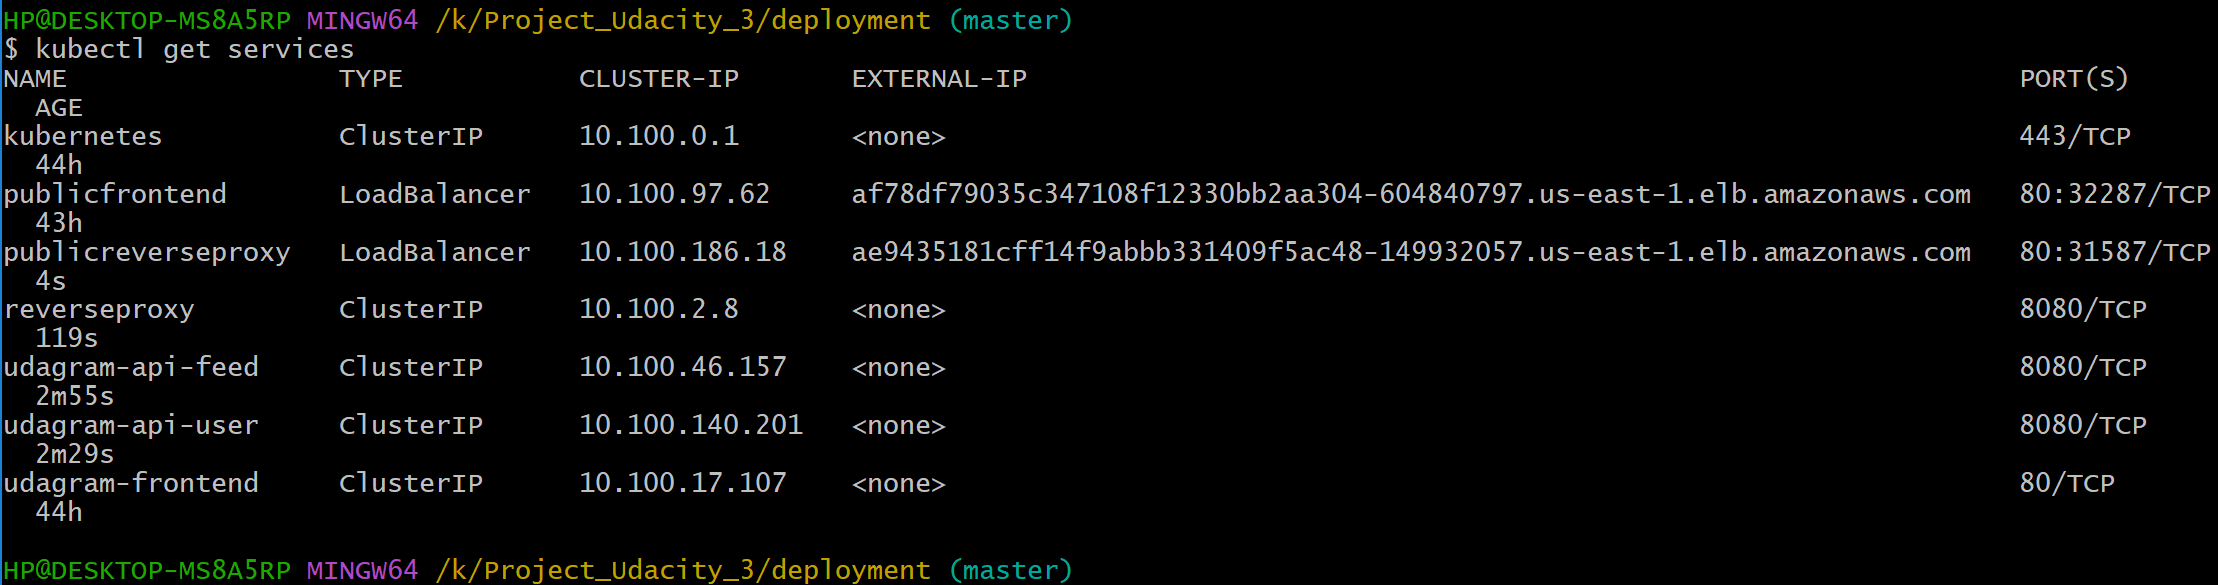 HP@DESKTOP-MS8A5RP MINGW64 /k/Project_Udacity_3/deployment (master)
$ kubectl get services
NAME                 TYPE           CLUSTER-IP       EXTERNAL-IP                                                              PORT(S)
  AGE
kubernetes           ClusterIP      10.100.0.1       <none>                                                                   443/TCP
  44h
publicfrontend       LoadBalancer   10.100.97.62     af78df79035c347108f12330bb2aa304-604840797.us-east-1.elb.amazonaws.com   80:32287/TCP
  43h
publicreverseproxy   LoadBalancer   10.100.186.18    ae9435181cff14f9abbb331409f5ac48-149932057.us-east-1.elb.amazonaws.com   80:31587/TCP
  4s
reverseproxy         ClusterIP      10.100.2.8       <none>                                                                   8080/TCP
  119s
udagram-api-feed     ClusterIP      10.100.46.157    <none>                                                                   8080/TCP
  2m55s
udagram-api-user     ClusterIP      10.100.140.201   <none>                                                                   8080/TCP
  2m29s
udagram-frontend     ClusterIP      10.100.17.107    <none>                                                                   80/TCP
  44h
HP@DESKTOP-MS8A5RP MINGW64 /k/Project_Udacity_3/deployment (master)